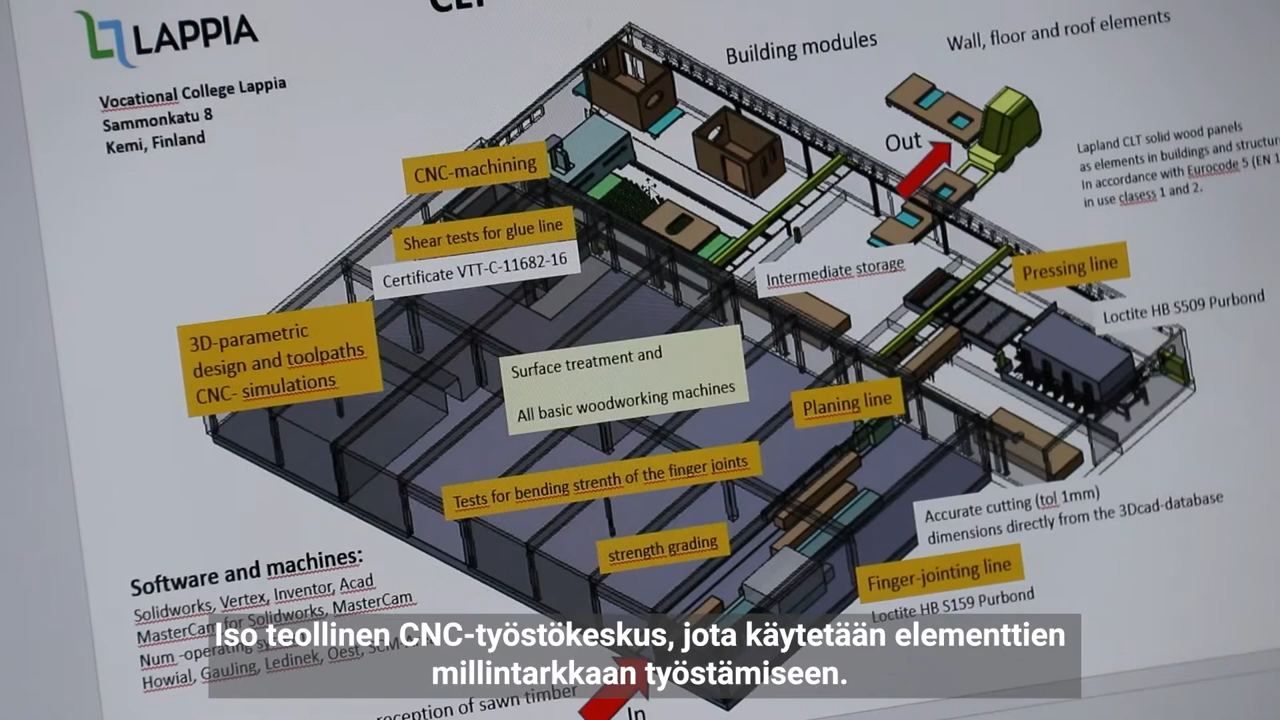 LAPPIA
Vocational College Lappia
Sammonkatu 8
Kemi, Finland
Building modules
Wall, floor and roof elements
Out
Lapland CLT solid wood panels
as elements in buildings and
In accordance with Eurocode 5 (EN
in use clasess 1 and 2.
CNC-machining
Shear tests for glue line
Certificate VTT-C-11682-16
Intermediate storage
Pressing line
Loctite HB S509 Purbond
3D-parametric
design and toolpaths
CNC- simulations
Surface treatment and
All basic woodworking machines
Planing line
Tests for bending strenth of the finger joints
strength grading
Accurate cutting (tol 1mm)
dimensions directly from the 3Dcad-database
Finger-jointing line
Loctite HB S159 Purbond
Software and machines:
Solidworks, Vertex, Inventor, Acad
MasterCam for Solidworks, MasterCam
Num -operating
Howial, Gauling, Ledinek, Oest,
reception of sawn timber
In
Iso teollinen CNC-työstökeskus, jota käytetään elementtien
millintarkkaan työstämiseen.